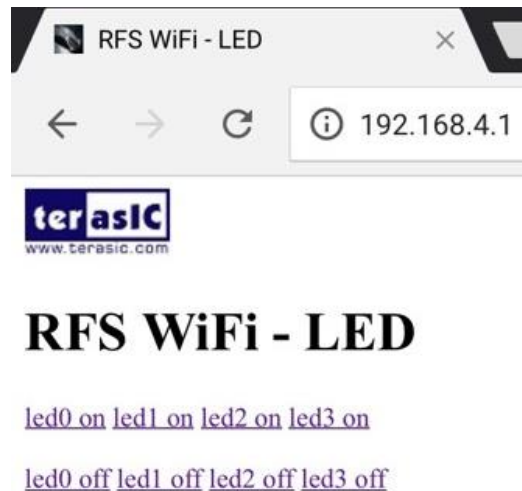 RFS WiFi - LED
192.168.4.1
terasIC
www.terasic.com
RFS WiFi - LED
led0 on led1 on led2 on led3 on
led0 off led1 off led2 off led3 off